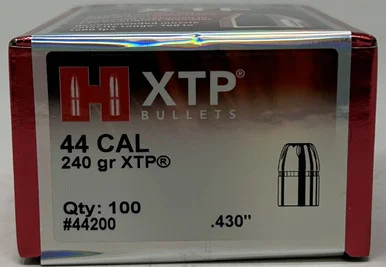 H XTP®
BULLETS
44 CAL
240 gr XTP®
Qty: 100
#44200 .430"